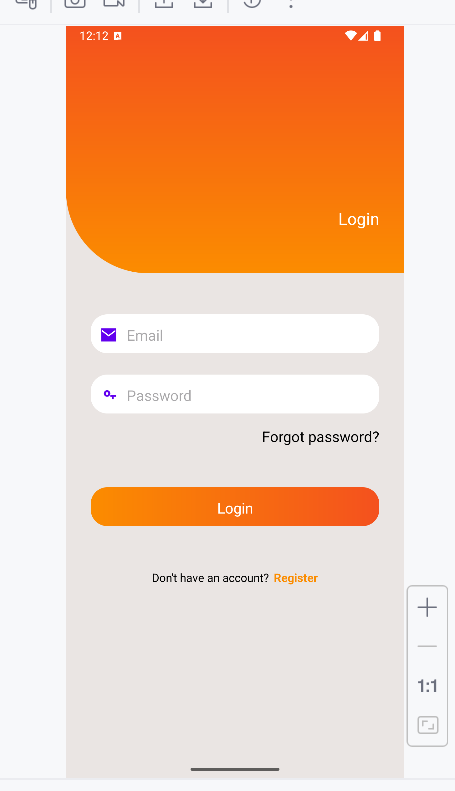 12:12
Login
Email
Password
Forgot password?
Login
Don't have an account? Register
1:1